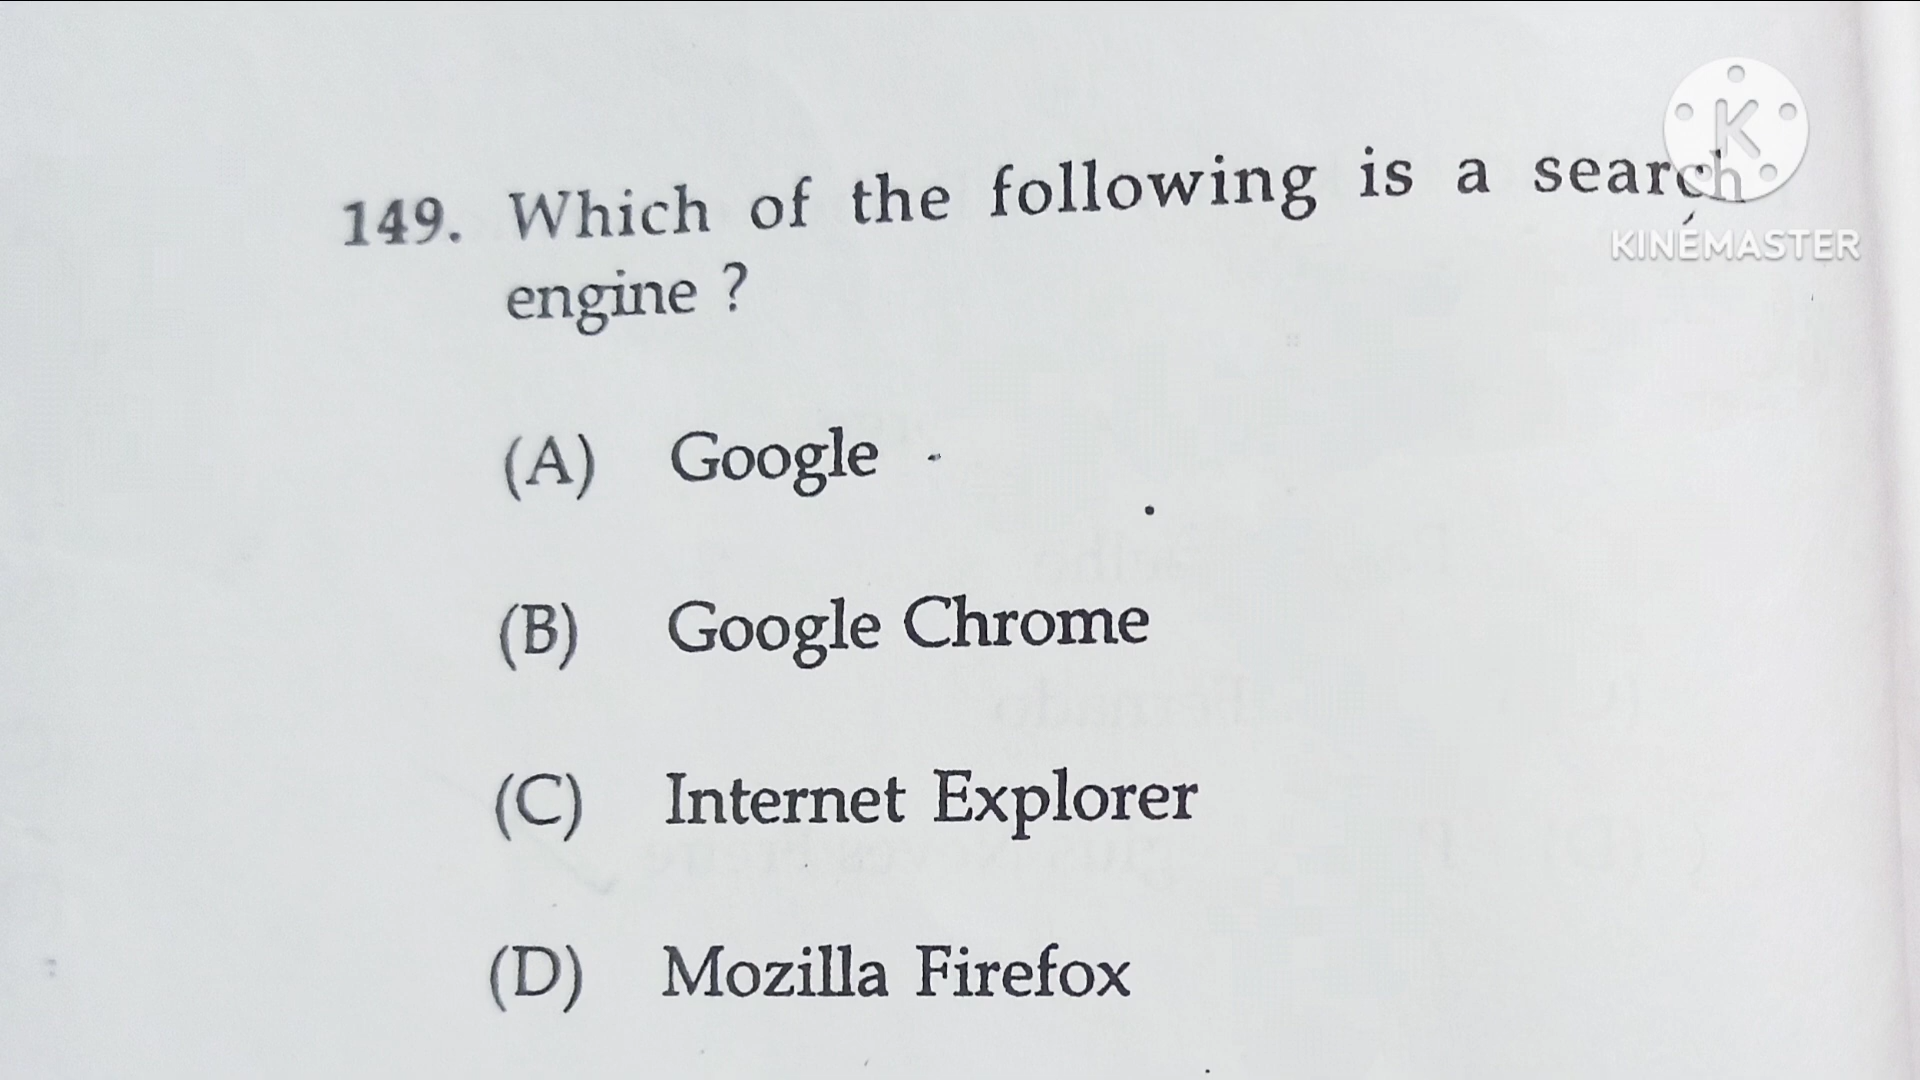 149. Which of the following is a search
engine ?
(A) Google
(B) Google Chrome
(C) Internet Explorer
(D) Mozilla Firefox
K
KINEMASTER